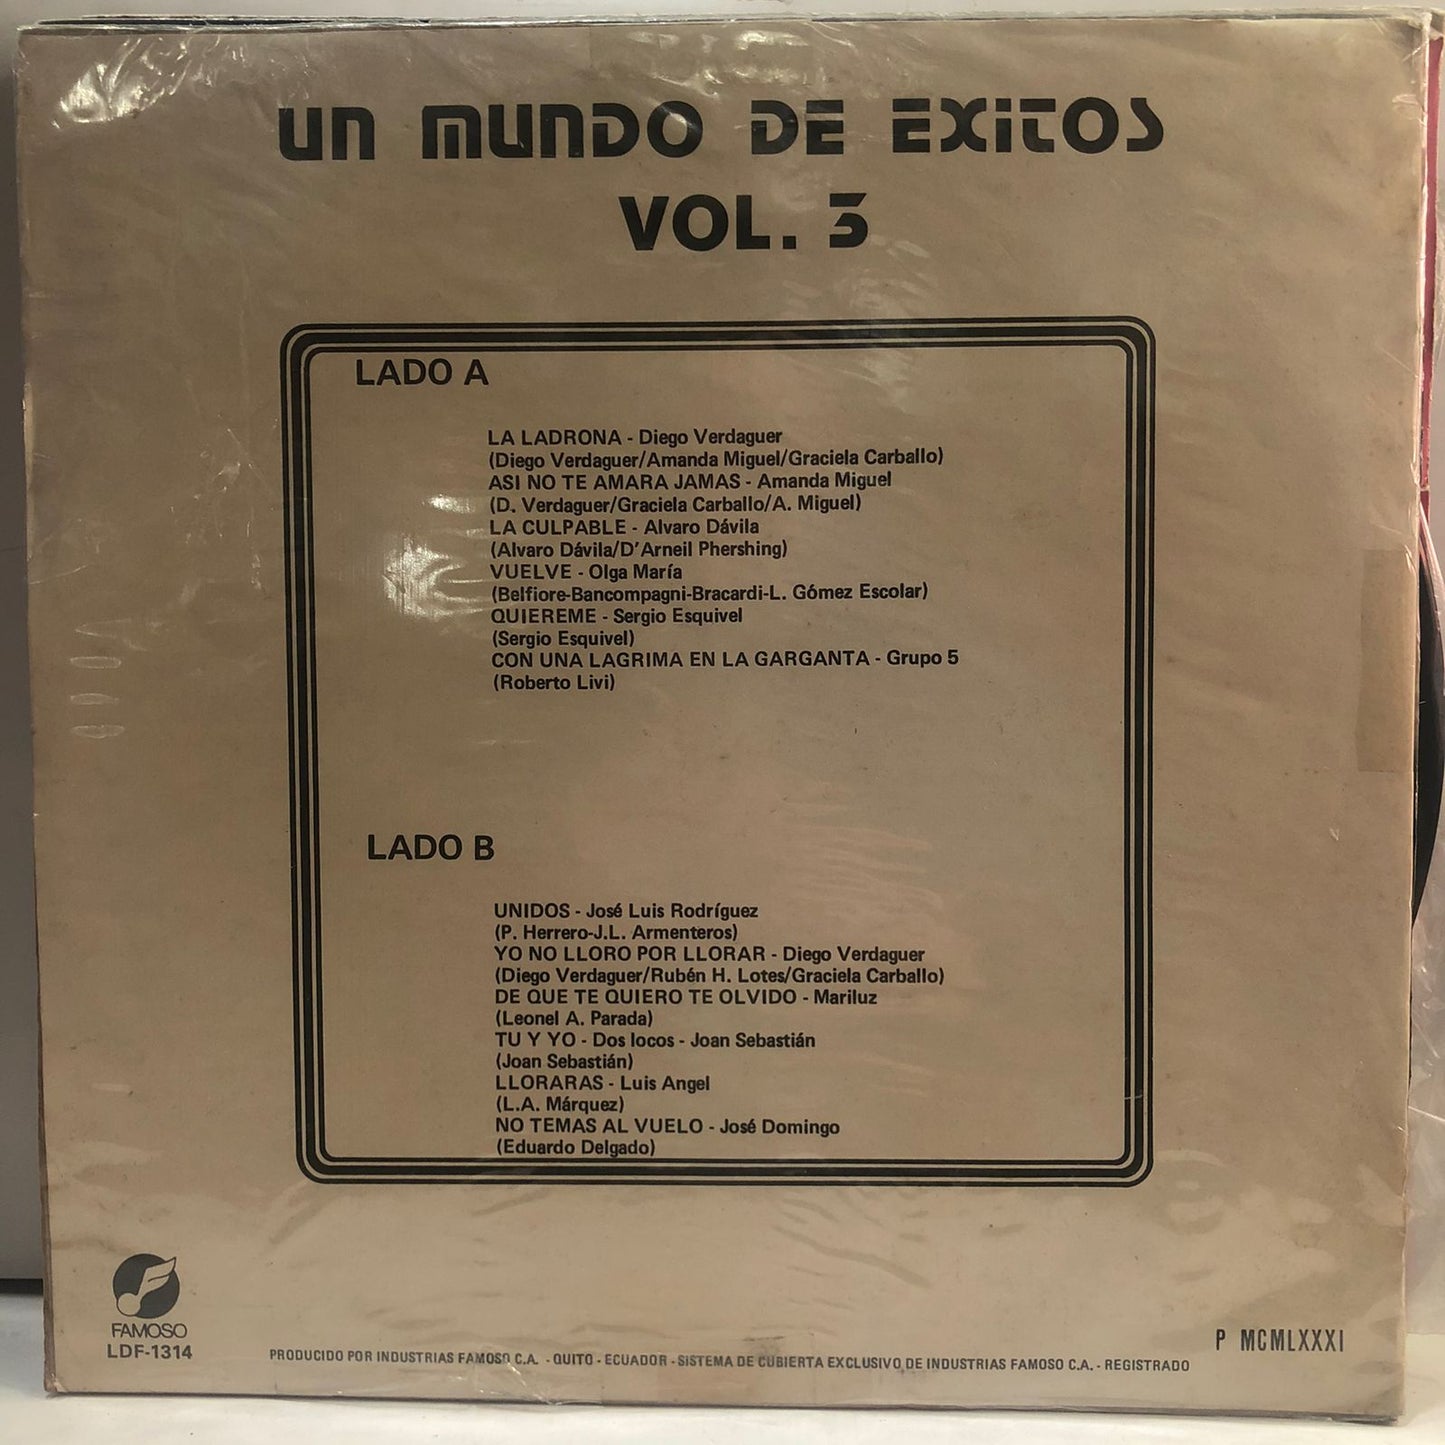 UN MUNDO DE EXITOS
VOL. 3
LADO A
LA LADRONA - Diego Verdaguer
(Diego Verdaguer/Amanda Miguel/Graciela Carballo)
ASI NO TE AMARA JAMAS - Amanda Miguel
(D. Verdaguer/Graciela Carballo/A. Miguel)
LA CULPABLE - Alvaro Dávila
(Alvaro Dávila/D'Arneil Phershing)
VUELVE - Olga María
(Belfiore-Bancompagni-Bracardi-L. Gómez Escolar)
QUIEREME - Sergio Esquivel
(Sergio Esquivel)
CON UNA LAGRIMA EN LA GARGANTA - Grupo 5
(Roberto Livi)
LADO B
UNIDOS - José Luis Rodríguez
(P. Herrero-J.L. Armenteros)
YO NO LLORO POR LLORAR - Diego Verdaguer
(Diego Verdaguer/Rubén H. Lotes/Graciela Carballo)
DE QUE TE QUIERO TE OLVIDO - Mariluz
(Leonel A. Parada)
TU Y YO - Dos locos - Joan Sebastián
(Joan Sebastián)
LLORARAS - Luis Angel
(L.A. Márquez)
NO TEMAS AL VUELO - José Domingo
(Eduardo Delgado)
FAMOSO
LDF-1314
PRODUCIDO POR INDUSTRIAS FAMOSO C.A. - QUITO - ECUADOR - SISTEMA DE CUBIERTA EXCLUSIVO DE INDUSTRIAS FAMOSO C.A. - REGISTRADO
P MCMLXXXI